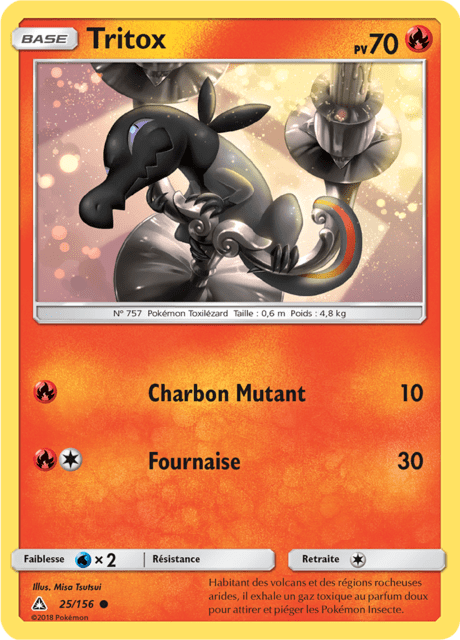 BASE Tritox PV70
N° 757 Pokémon Toxilézard Taille : 0,6 m Poids : 4,8 kg
Charbon Mutant 10
Fournaise 30
Faiblesse ×2 Résistance Retraite
Illus. Misa Tsutsui
25/156
©2018 Pokémon
Habitant des volcans et des régions rocheuses
arides, il exhale un gaz toxique au parfum doux
pour attirer et piéger les Pokémon Insecte.